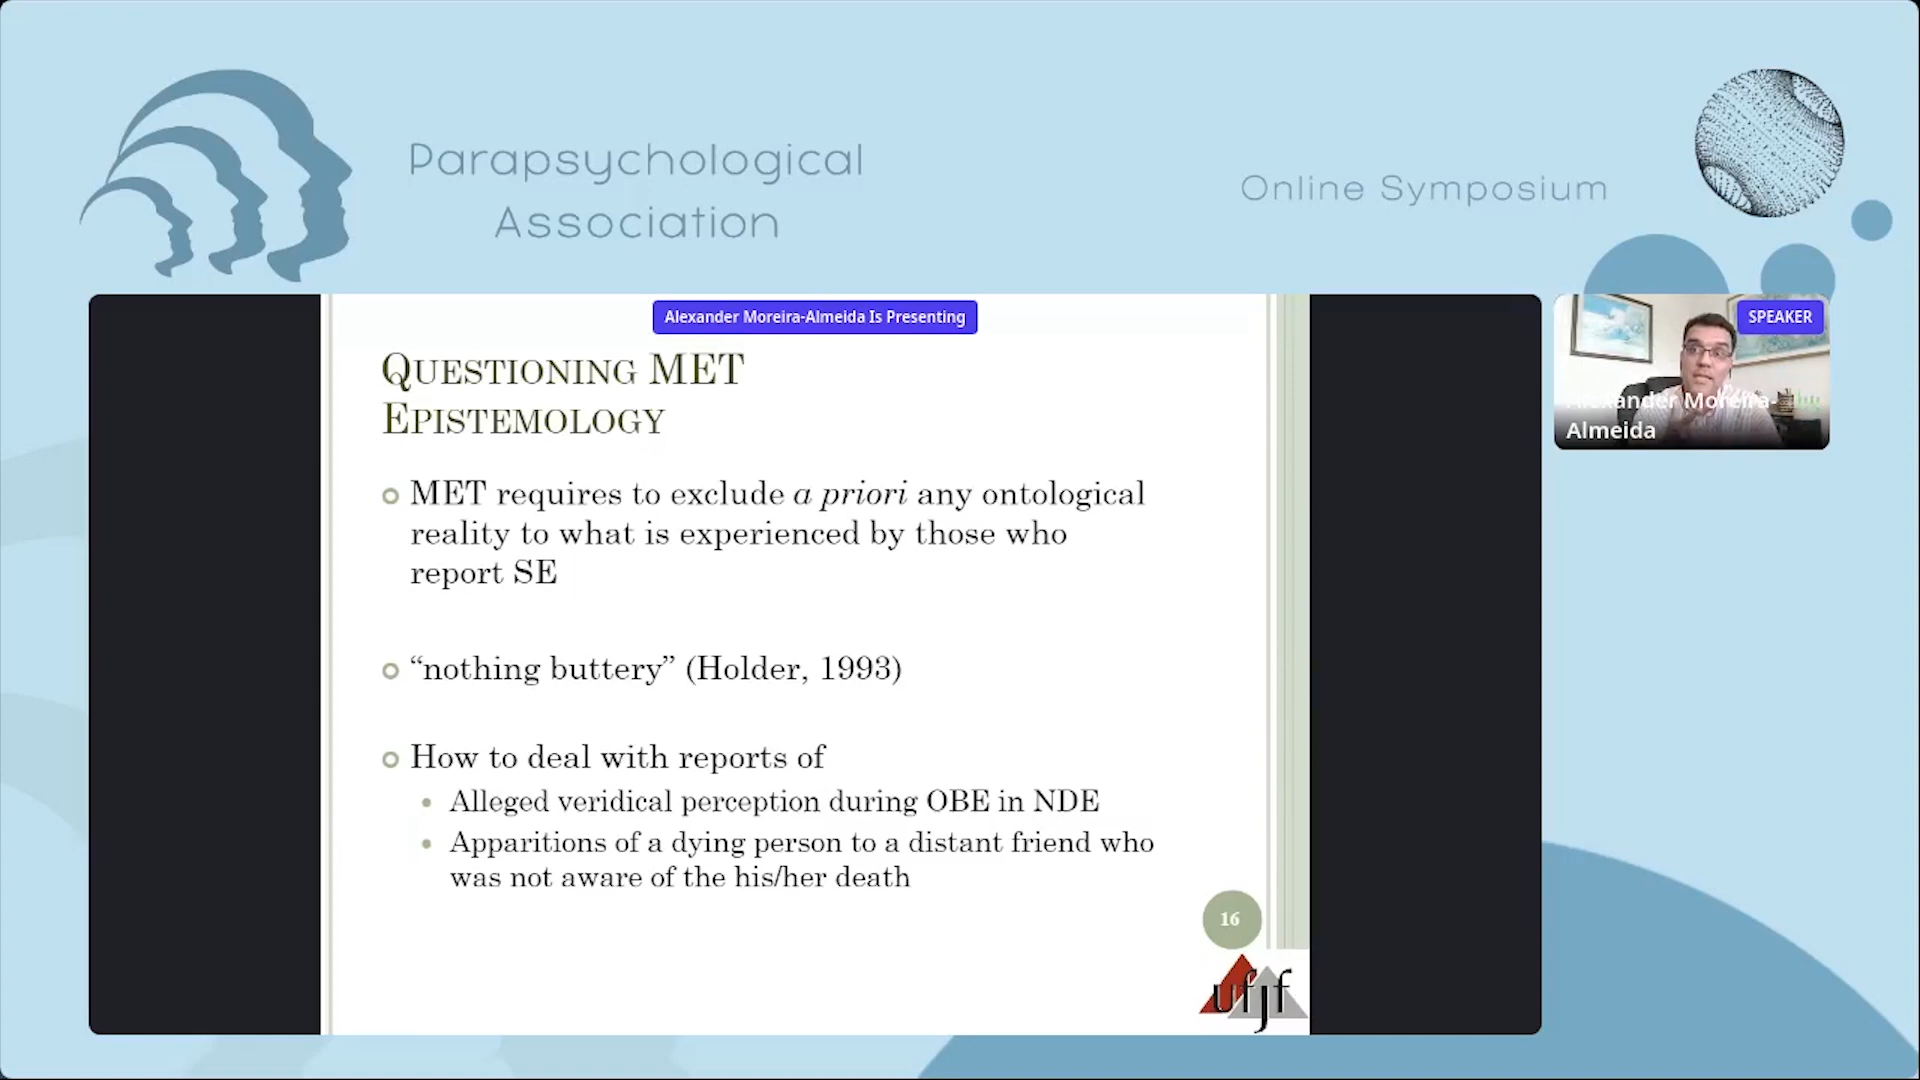 Parapsychological
Association
Online Symposium
Alexander Moreira-Almeida Is Presenting
SPEAKER
Alexander Moreira-
Almeida
QUESTIONING MET
EPISTEMOLOGY
MET requires to exclude a priori any ontological
reality to what is experienced by those who
report SE
“nothing buttery” (Holder, 1993)
How to deal with reports of
Alleged veridical perception during OBE in NDE
Apparitions of a dying person to a distant friend who
was not aware of the his/her death
16
ufjf